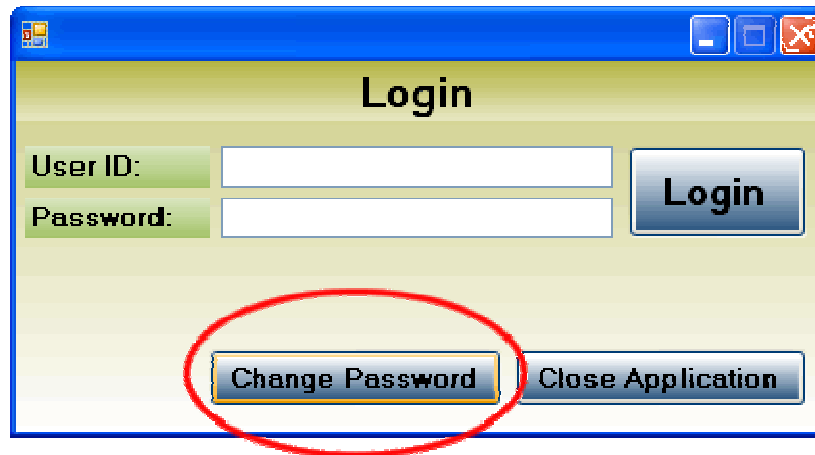 Login
User ID:
Login
Password:
Change Password
Close Application